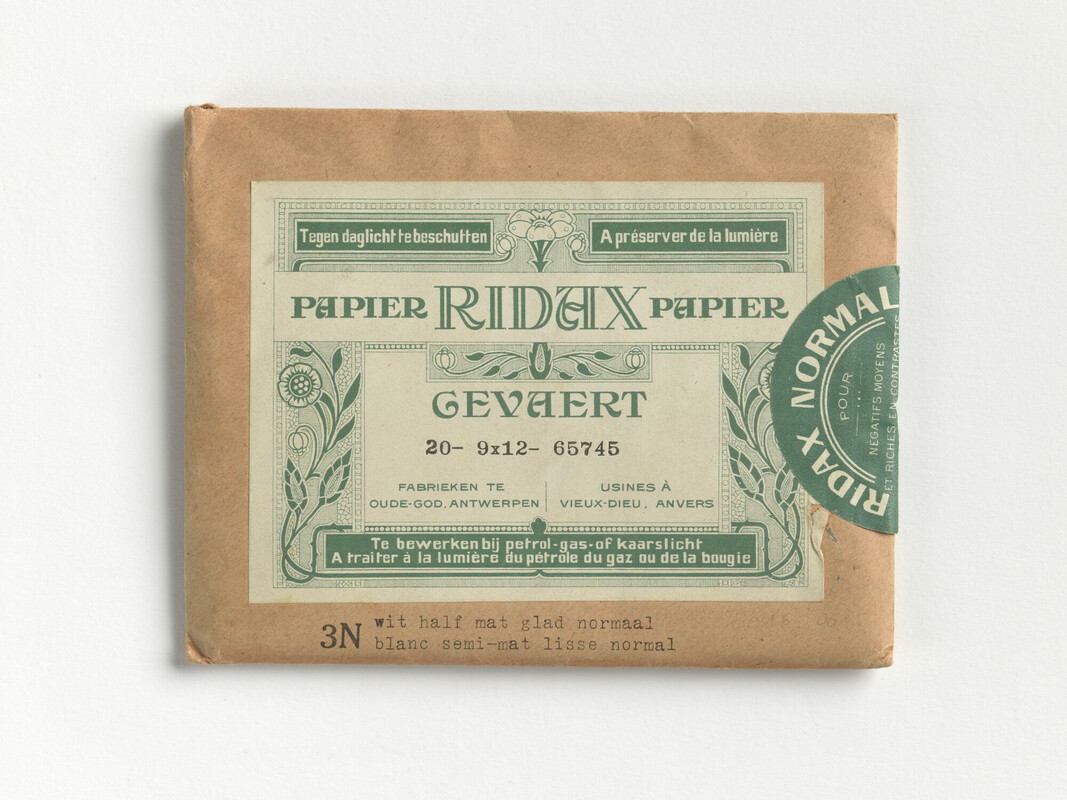 Tegen daglicht te beschutten
A préserver de la lumière
PAPIER RIDAX PAPIER
GEVAERT
20- 9x12- 65745
FABRIEKEN TE
OUDE-GOD, ANTWERPEN
USINES À
VIEUX-DIEU, ANVERS
Te bewerken bij petrol-gas-of kaarslicht
A traiter à la lumière du pétrole du gaz ou de la bougie
3N
wit half mat glad normaal
blanc semi-mat lisse normal
RIDAX NORMAL
POUR
NÉGATIFS MOYENS
ET RICHES EN CONTRASTES